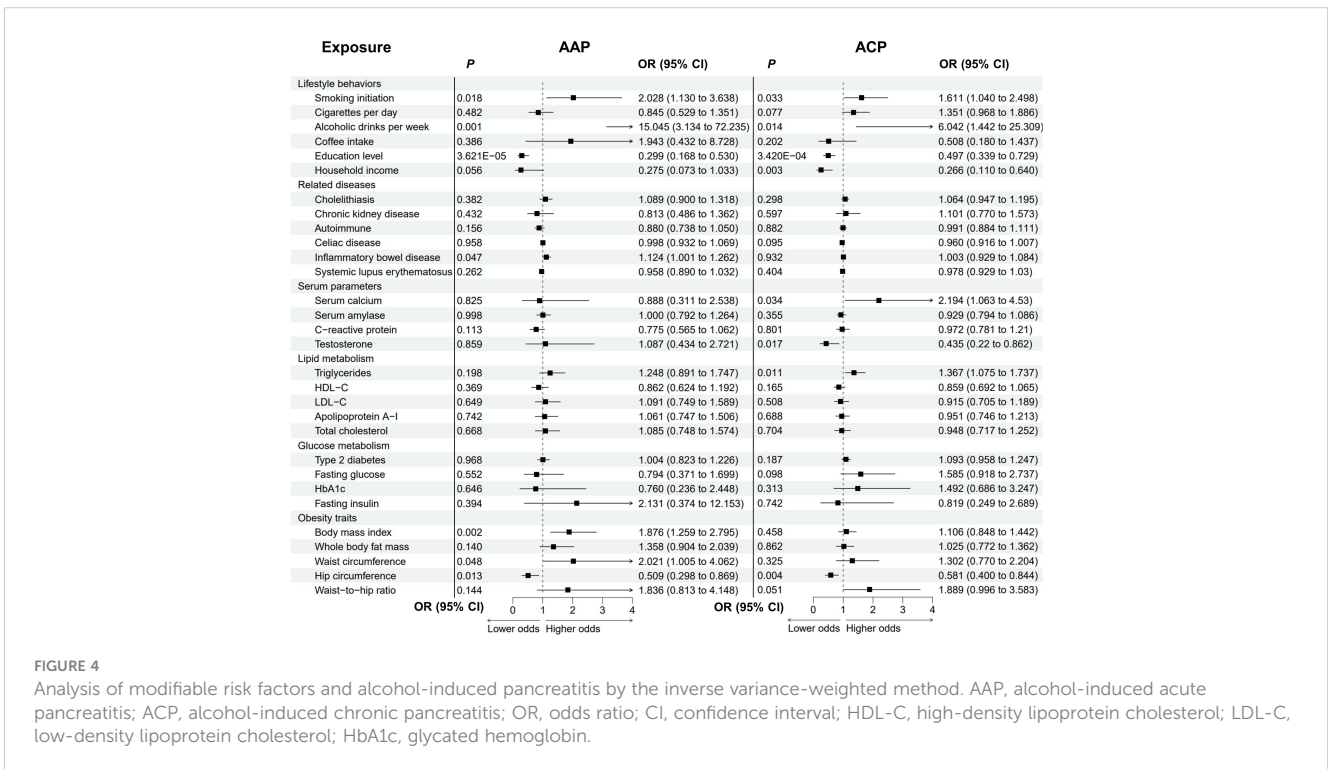 Exposure AAP ACP
P OR (95% CI) P OR (95% CI)
Lifestyle behaviors
Smoking initiation 0.018 2.028 (1.130 to 3.638) 0.033 1.611 (1.040 to 2.498)
Cigarettes per day 0.482 0.845 (0.529 to 1.351) 0.077 1.351 (0.968 to 1.886)
Alcoholic drinks per week 0.001 15.045 (3.134 to 72.235) 0.014 6.042 (1.442 to 25.309)
Coffee intake 0.386 1.943 (0.432 to 8.728) 0.202 0.508 (0.180 to 1.437)
Education level 3.621E−05 0.299 (0.168 to 0.530) 3.420E−04 0.497 (0.339 to 0.729)
Household income 0.056 0.275 (0.073 to 1.033) 0.003 0.266 (0.110 to 0.640)
Related diseases
Cholelithiasis 0.382 1.089 (0.900 to 1.318) 0.298 1.064 (0.947 to 1.195)
Chronic kidney disease 0.432 0.813 (0.486 to 1.362) 0.597 1.101 (0.770 to 1.573)
Autoimmune 0.156 0.880 (0.738 to 1.050) 0.882 0.991 (0.884 to 1.111)
Celiac disease 0.958 0.998 (0.932 to 1.069) 0.095 0.960 (0.916 to 1.007)
Inflammatory bowel disease 0.047 1.124 (1.001 to 1.262) 0.932 1.003 (0.929 to 1.084)
Systemic lupus erythematosus 0.262 0.958 (0.890 to 1.032) 0.404 0.978 (0.929 to 1.03)
Serum parameters
Serum calcium 0.825 0.888 (0.311 to 2.538) 0.034 2.194 (1.063 to 4.53)
Serum amylase 0.998 1.000 (0.792 to 1.264) 0.355 0.929 (0.794 to 1.086)
C−reactive protein 0.113 0.775 (0.565 to 1.062) 0.801 0.972 (0.781 to 1.21)
Testosterone 0.859 1.087 (0.434 to 2.721) 0.017 0.435 (0.22 to 0.862)
Lipid metabolism
Triglycerides 0.198 1.248 (0.891 to 1.747) 0.011 1.367 (1.075 to 1.737)
HDL−C 0.369 0.862 (0.624 to 1.192) 0.165 0.859 (0.692 to 1.065)
LDL−C 0.649 1.091 (0.749 to 1.589) 0.508 0.915 (0.705 to 1.189)
Apolipoprotein A−I 0.742 1.061 (0.747 to 1.506) 0.688 0.951 (0.746 to 1.213)
Total cholesterol 0.668 1.085 (0.748 to 1.574) 0.704 0.948 (0.717 to 1.252)
Glucose metabolism
Type 2 diabetes 0.968 1.004 (0.823 to 1.226) 0.187 1.093 (0.958 to 1.247)
Fasting glucose 0.552 0.794 (0.371 to 1.699) 0.098 1.585 (0.918 to 2.737)
HbA1c 0.646 0.760 (0.236 to 2.448) 0.313 1.492 (0.686 to 3.247)
Fasting insulin 0.394 2.131 (0.374 to 12.153) 0.742 0.819 (0.249 to 2.689)
Obesity traits
Body mass index 0.002 1.876 (1.259 to 2.795) 0.458 1.106 (0.848 to 1.442)
Whole body fat mass 0.140 1.358 (0.904 to 2.039) 0.862 1.025 (0.772 to 1.362)
Waist circumference 0.048 2.021 (1.005 to 4.062) 0.325 1.302 (0.770 to 2.204)
Hip circumference 0.013 0.509 (0.298 to 0.869) 0.004 0.581 (0.400 to 0.844)
Waist−to−hip ratio 0.144 1.836 (0.813 to 4.148) 0.051 1.889 (0.996 to 3.583)
OR (95% CI) 0 1 2 3 4 OR (95% CI) 0 1 2 3 4
Lower odds Higher odds Lower odds Higher odds
FIGURE 4
Analysis of modifiable risk factors and alcohol-induced pancreatitis by the inverse variance-weighted method. AAP, alcohol-induced acute
pancreatitis; ACP, alcohol-induced chronic pancreatitis; OR, odds ratio; CI, confidence interval; HDL-C, high-density lipoprotein cholesterol; LDL-C,
low-density lipoprotein cholesterol; HbA1c, glycated hemoglobin.